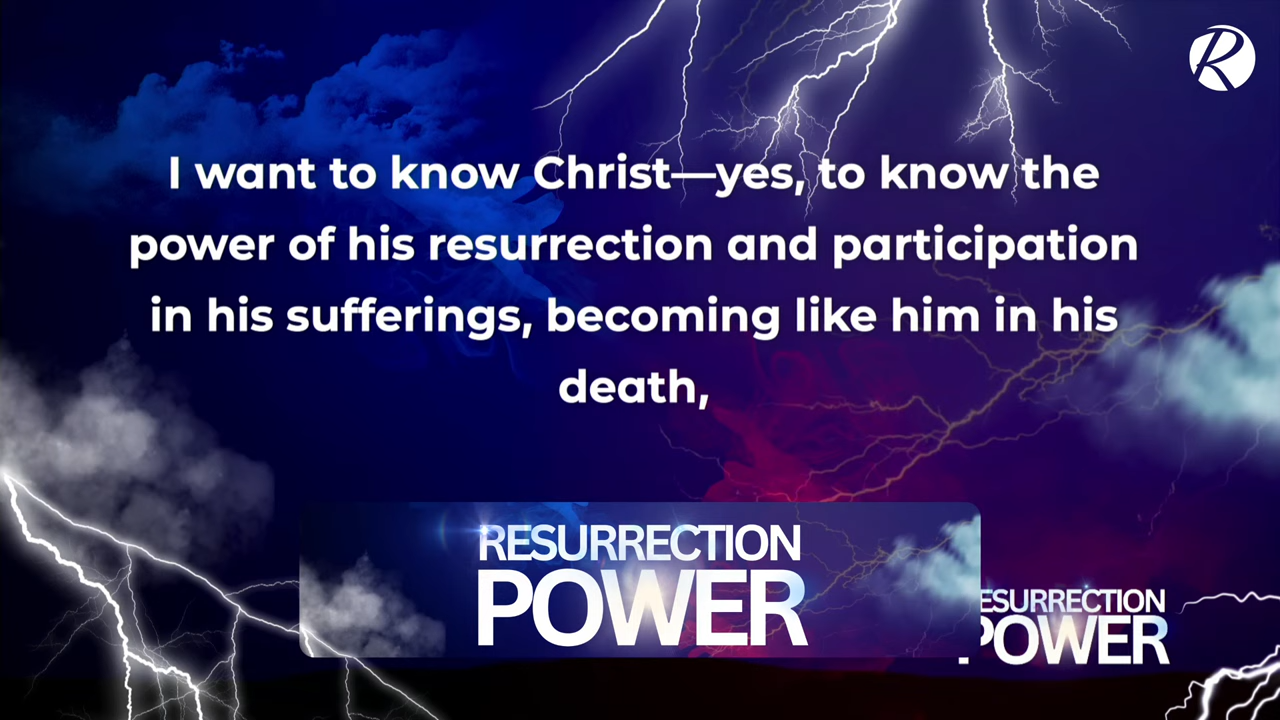 R
I want to know Christ—yes, to know the
power of his resurrection and participation
in his sufferings, becoming like him in his
death,
RESURRECTION
POWER
ESURRECTION
POWER